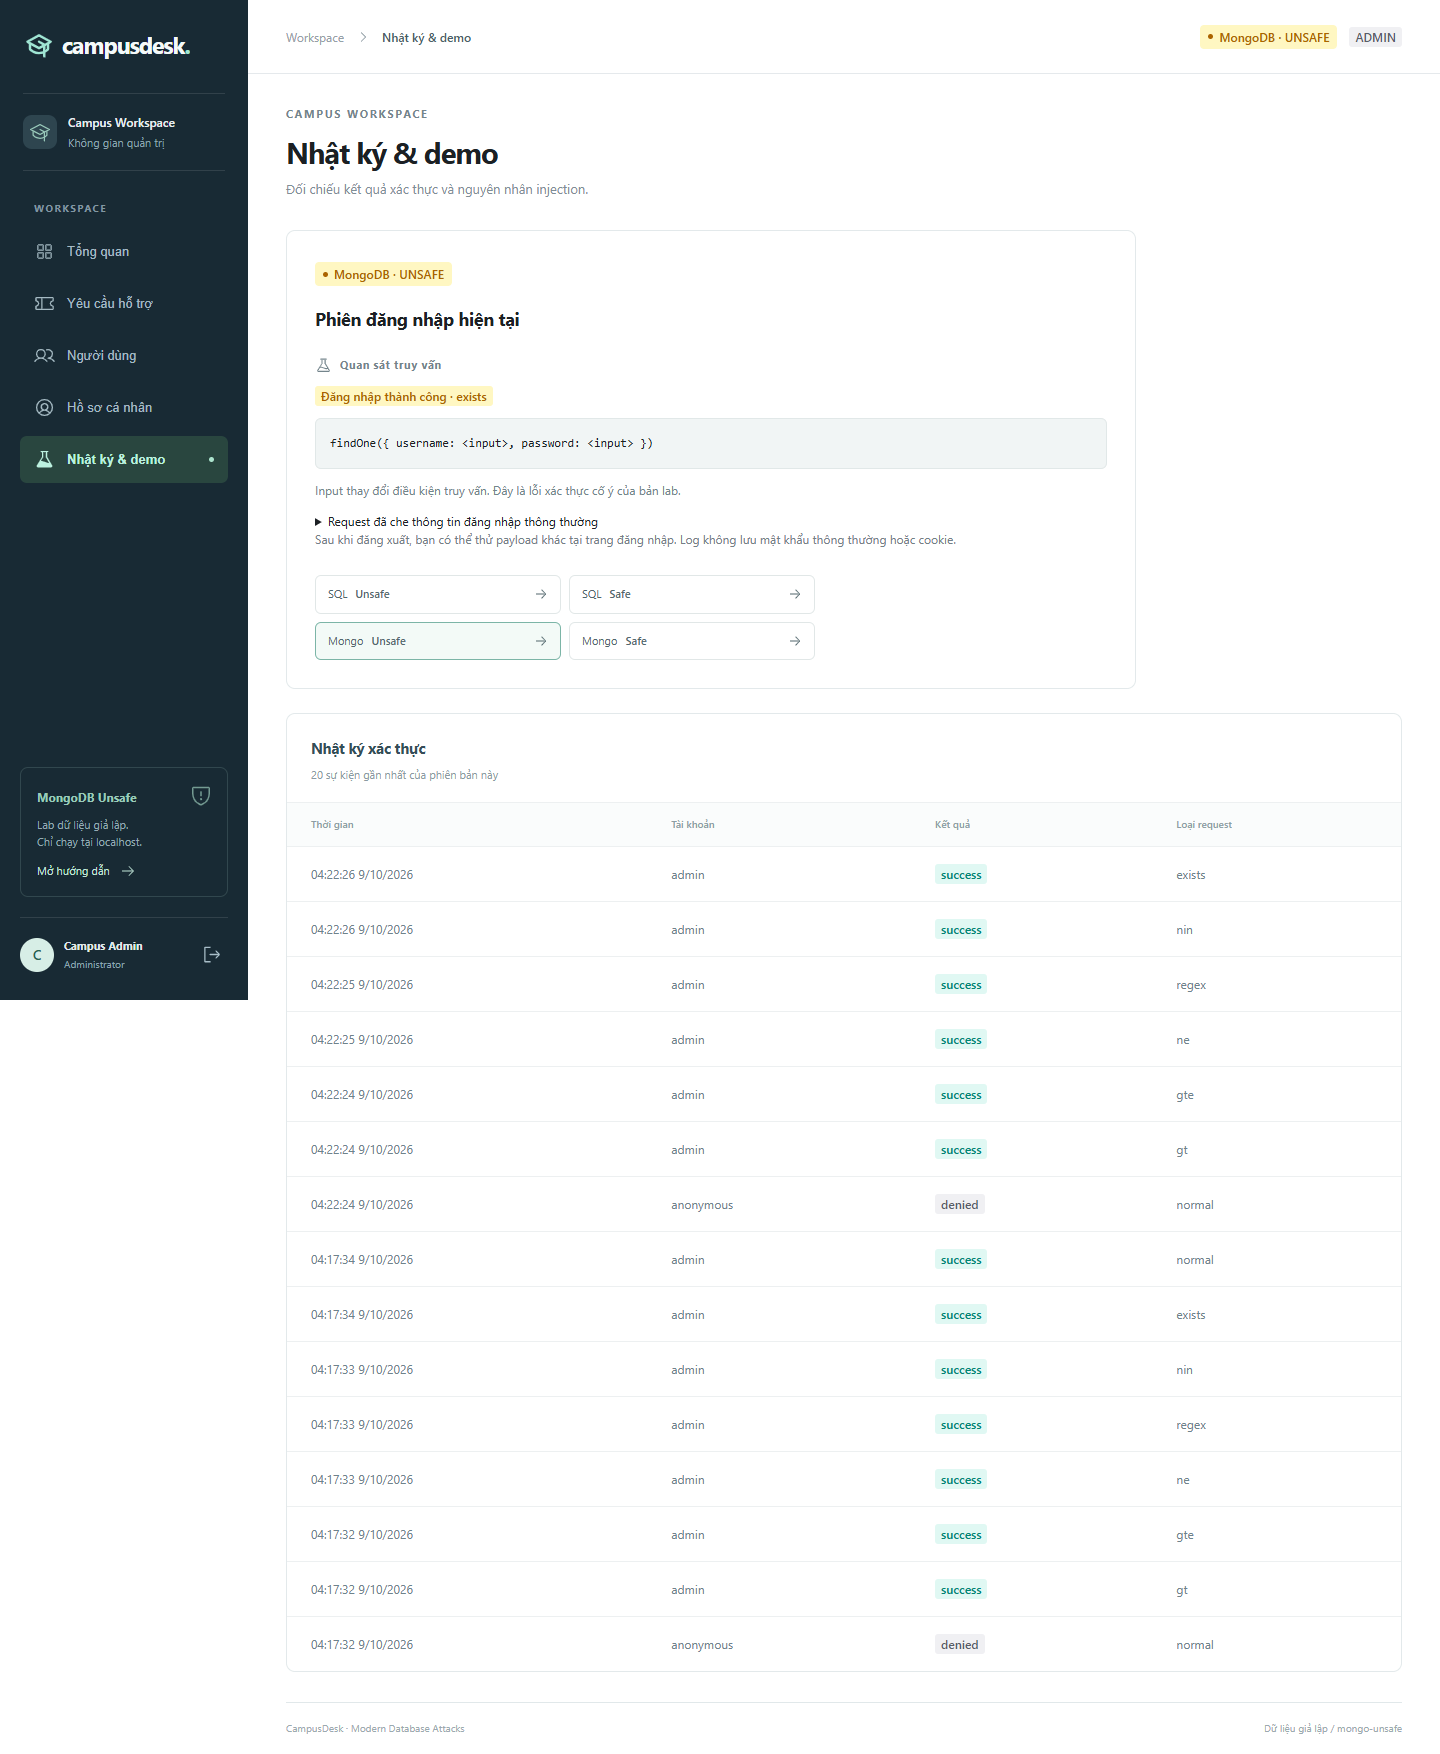 campusdesk.
Campus Workspace
Không gian quản trị
WORKSPACE
Tổng quan
Yêu cầu hỗ trợ
Người dùng
Hồ sơ cá nhân
Nhật ký & demo
MongoDB Unsafe
Lab dữ liệu giả lập.
Chỉ chạy tại localhost.
Mở hướng dẫn
C
Campus Admin
Administrator
Workspace
Nhật ký & demo
MongoDB · UNSAFE
ADMIN
CAMPUS WORKSPACE
Nhật ký & demo
Đối chiếu kết quả xác thực và nguyên nhân injection.
MongoDB · UNSAFE
Phiên đăng nhập hiện tại
Quan sát truy vấn
Đăng nhập thành công · exists
findOne({ username: <input>, password: <input> })
Input thay đổi điều kiện truy vấn. Đây là lỗi xác thực cố ý của bản lab.
Request đã che thông tin đăng nhập thông thường
Sau khi đăng xuất, bạn có thể thử payload khác tại trang đăng nhập. Log không lưu mật khẩu thông thường hoặc cookie.
SQL Unsafe
SQL Safe
Mongo Unsafe
Mongo Safe
Nhật ký xác thực
20 sự kiện gần nhất của phiên bản này
Thời gian Tài khoản Kết quả Loại request
04:22:26 9/10/2026 admin success exists
04:22:26 9/10/2026 admin success nin
04:22:25 9/10/2026 admin success regex
04:22:25 9/10/2026 admin success ne
04:22:24 9/10/2026 admin success gte
04:22:24 9/10/2026 admin success gt
04:22:24 9/10/2026 anonymous denied normal
04:17:34 9/10/2026 admin success normal
04:17:34 9/10/2026 admin success exists
04:17:33 9/10/2026 admin success nin
04:17:33 9/10/2026 admin success regex
04:17:33 9/10/2026 admin success ne
04:17:32 9/10/2026 admin success gte
04:17:32 9/10/2026 admin success gt
04:17:32 9/10/2026 anonymous denied normal
CampusDesk · Modern Database Attacks
Dữ liệu giả lập / mongo-unsafe